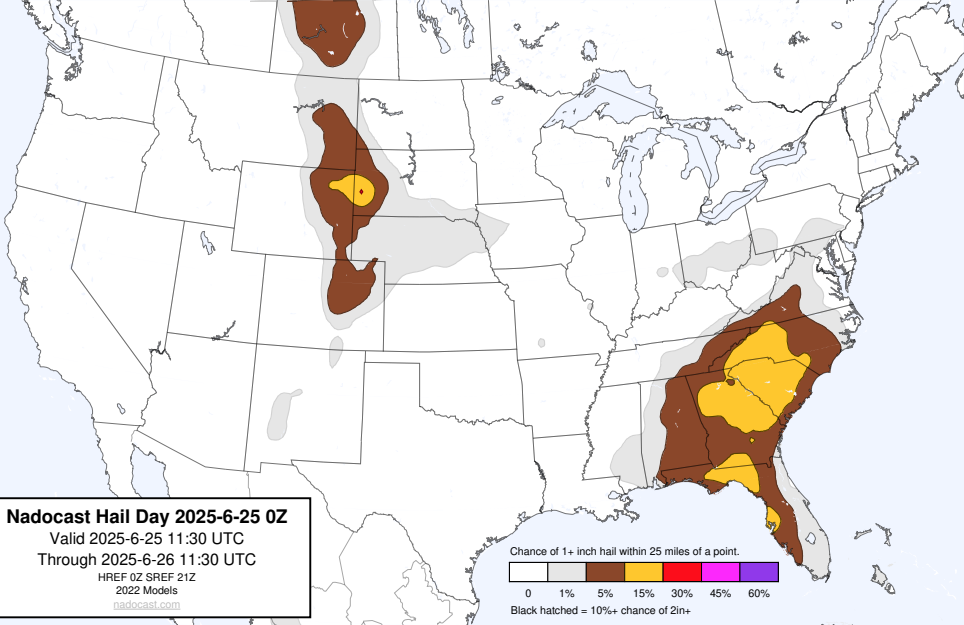 Nadocast Hail Day 2025-6-25 0Z
Valid 2025-6-25 11:30 UTC
Through 2025-6-26 11:30 UTC
HREF 0Z SREF 21Z
2022 Models
nadocast.com
Chance of 1+ inch hail within 25 miles of a point.
0 1% 5% 15% 30% 45% 60%
Black hatched = 10%+ chance of 2in+